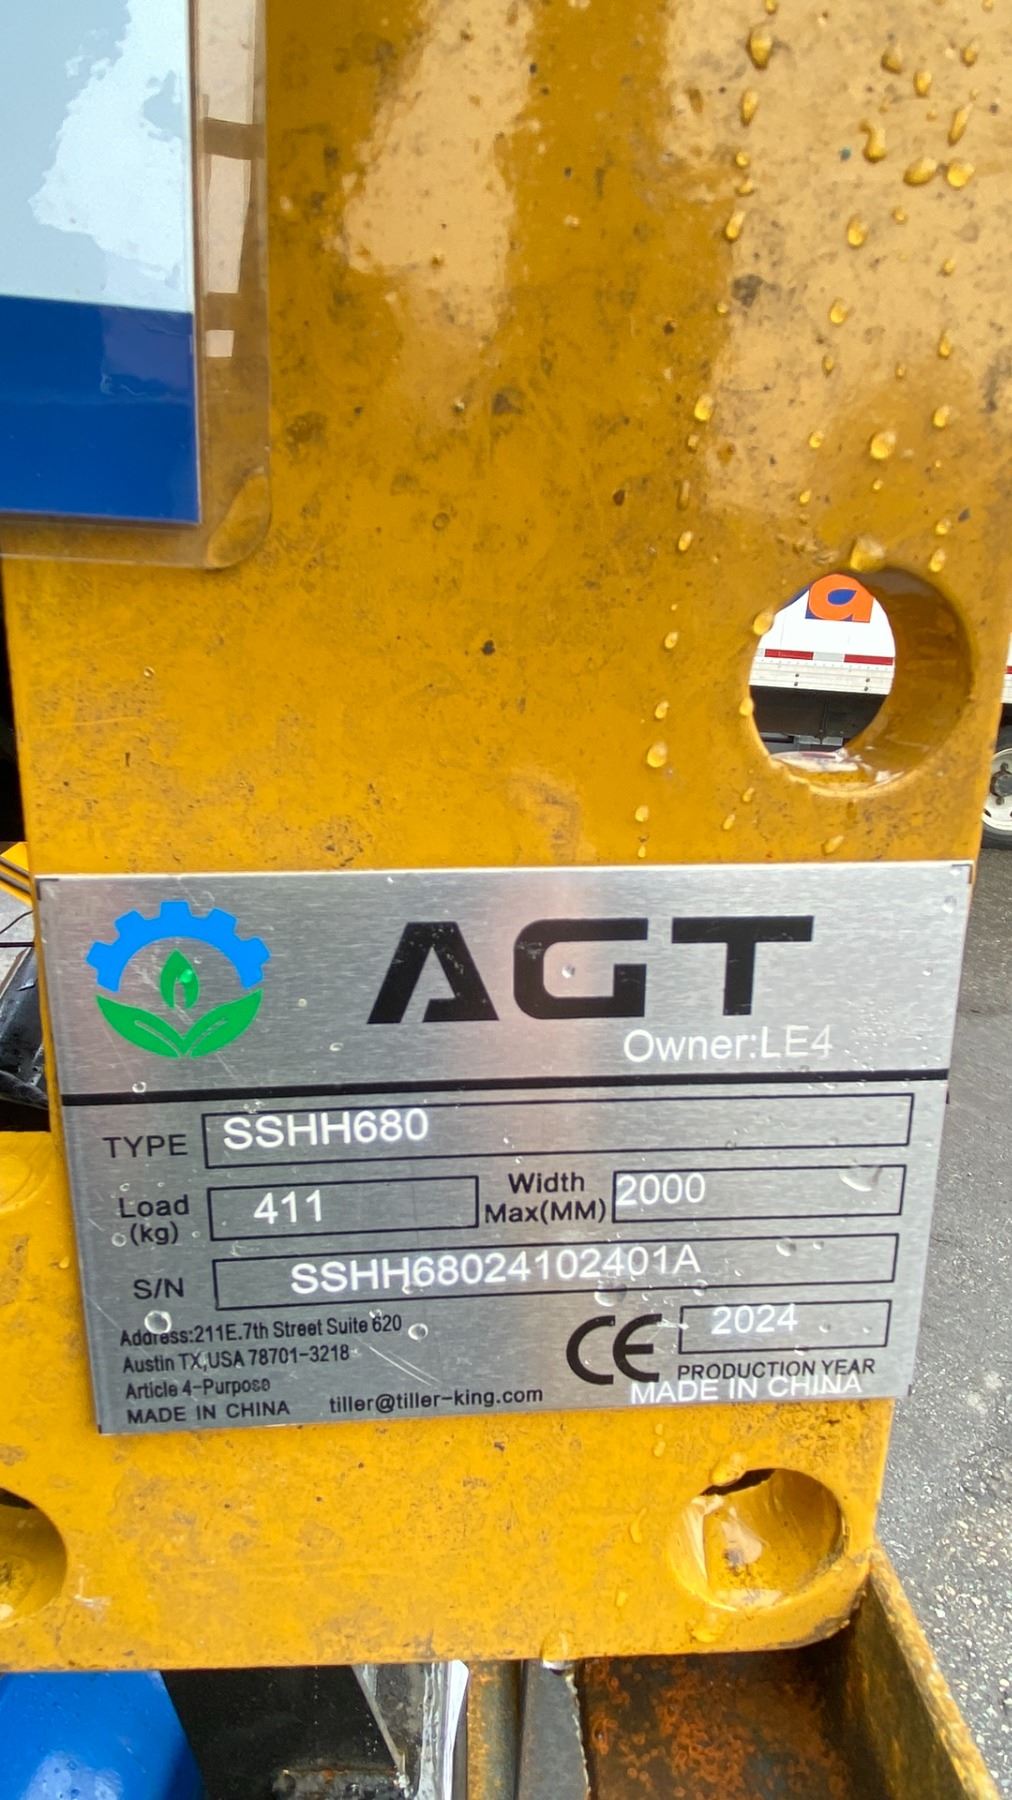 a
AGT
Owner:LE4
TYPE SSHH680
Load (kg) 411 Width Max(MM) 2000
S/N SSHH68024102401A
Address:211E.7th Street Suite 620
Austin TX,USA 78701-3218
Article 4-Purpose
MADE IN CHINA tiller@tiller-king.com
CE 2024
PRODUCTION YEAR
MADE IN CHINA